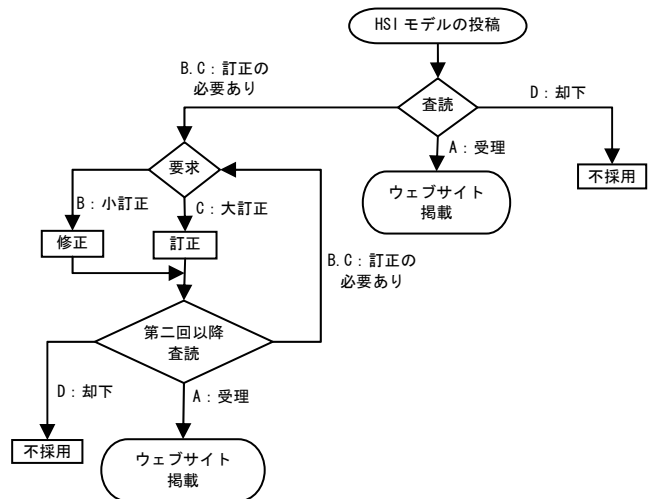 HSI モデルの投稿
B.C：訂正の
必要あり
査読
D：却下
A：受理
不採用
ウェブサイト
掲載
要求
B：小訂正
C：大訂正
修正
訂正
B.C：訂正の
必要あり
第二回以降
査読
D：却下
A：受理
不採用
ウェブサイト
掲載